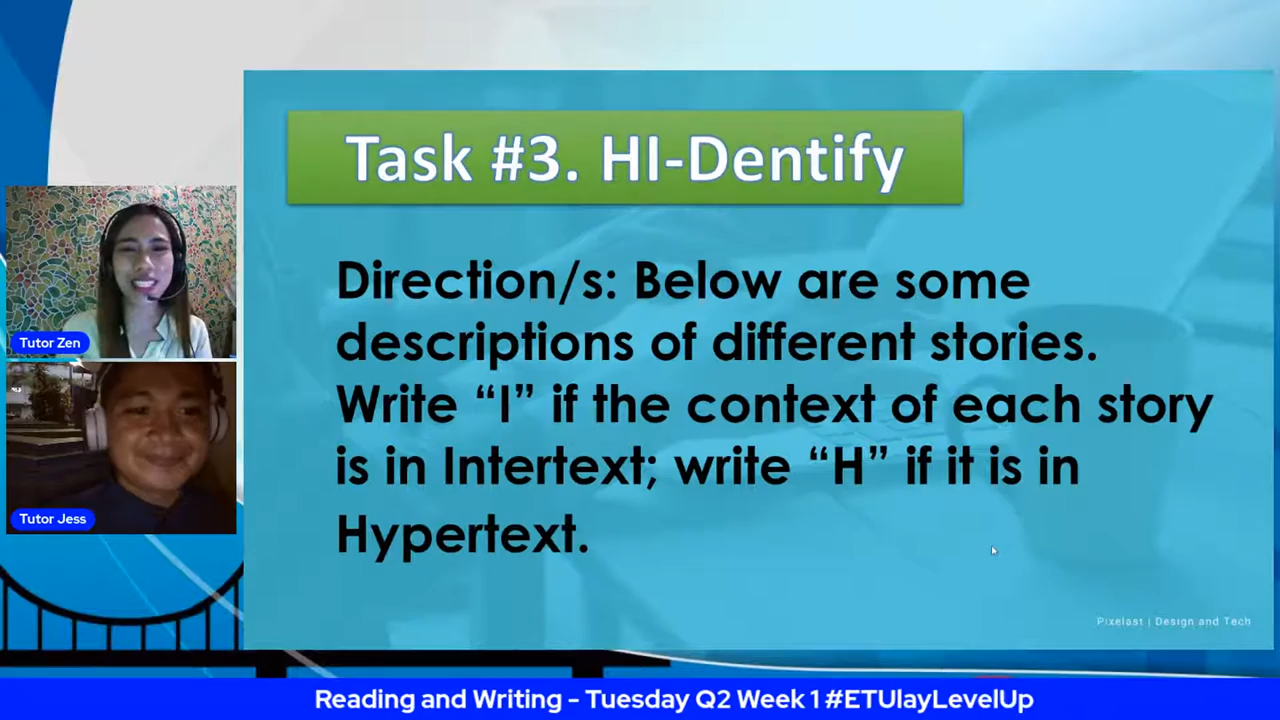 Task #3. HI-Dentify
Direction/s: Below are some
descriptions of different stories.
Write “I” if the context of each story
is in Intertext; write “H” if it is in
Hypertext.
Tutor Zen
Tutor Jess
Pixelast | Design and Tech
Reading and Writing - Tuesday Q2 Week 1 #ETUlayLevelUp